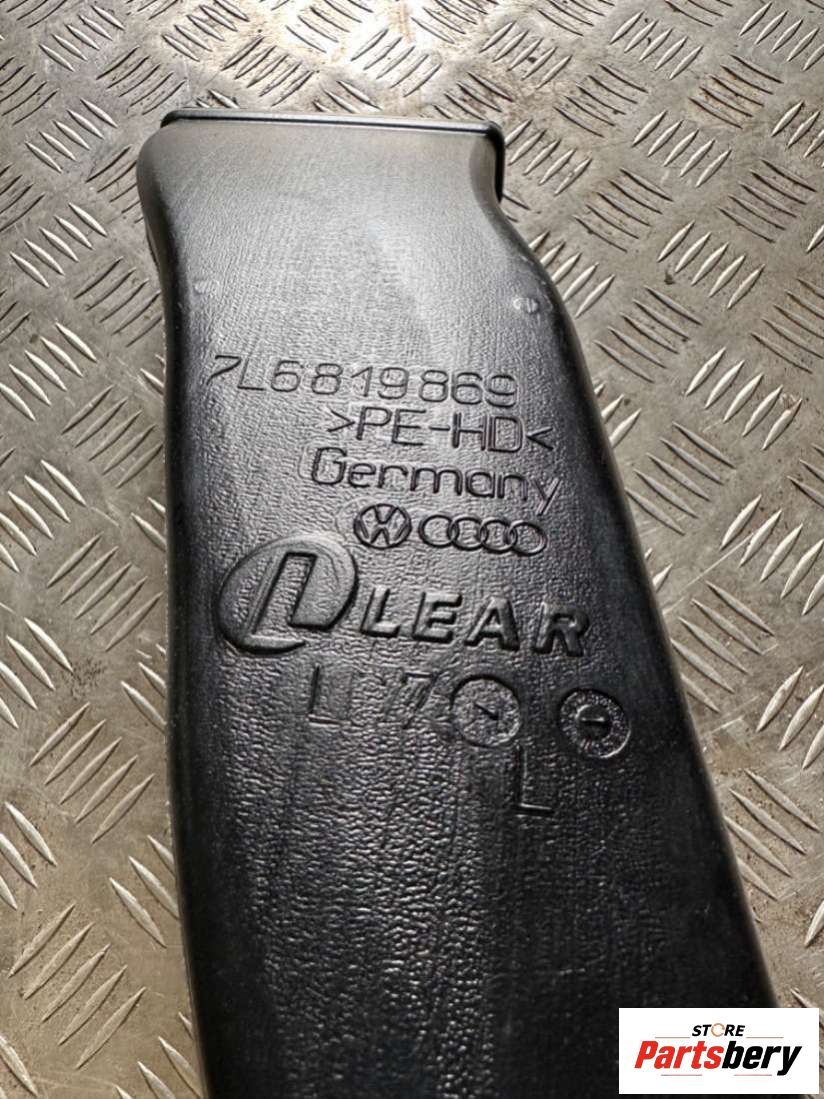 7L6819869
>PE-HD<
Germany
LEAR
L
L
STORE
Partsbery